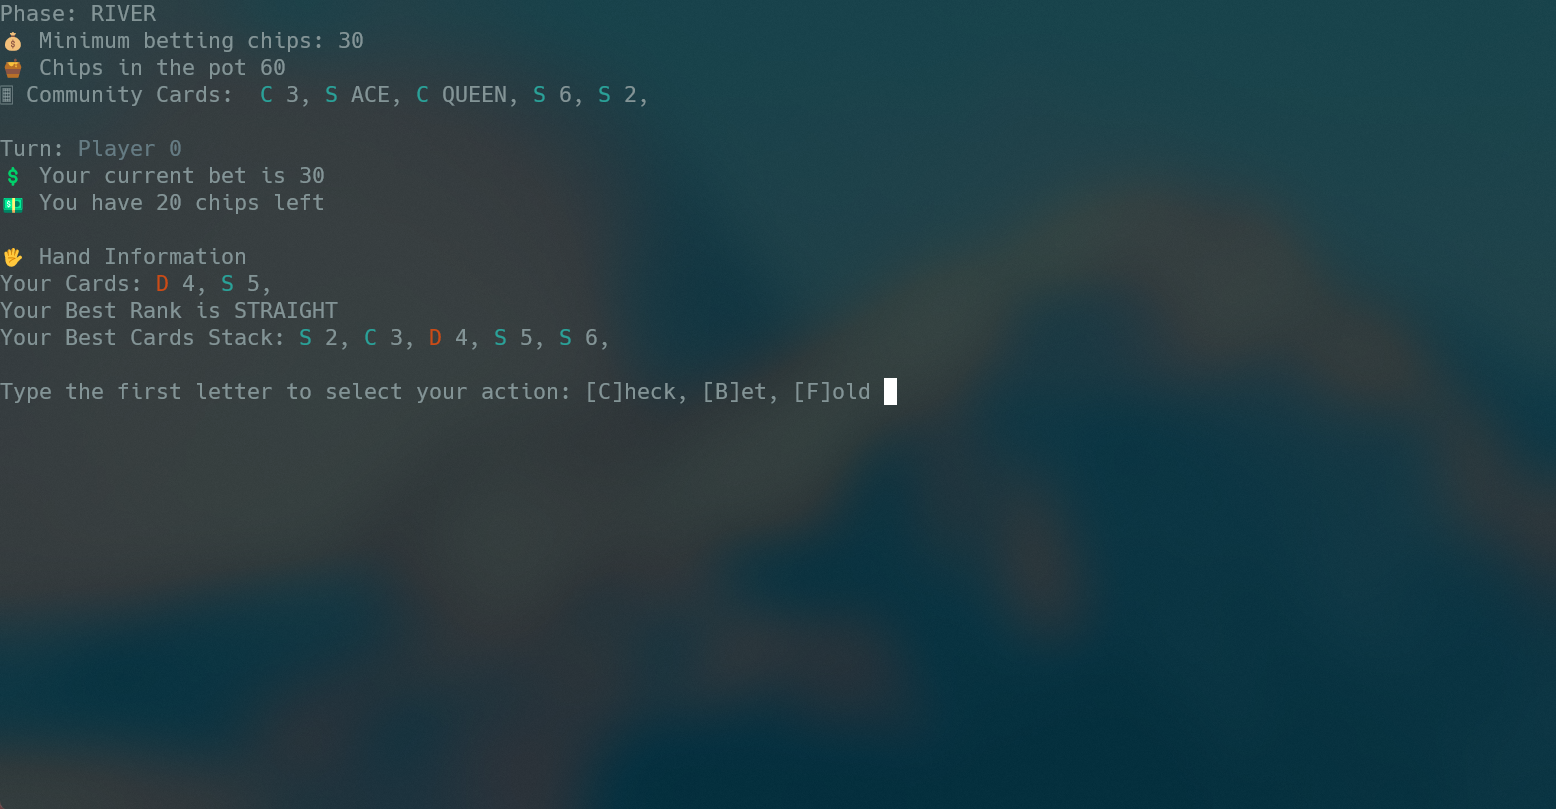 Phase: RIVER
💰 Minimum betting chips: 30
Chips in the pot 60
Community Cards:  C 3, S ACE, C QUEEN, S 6, S 2,
Turn: Player 0
💲 Your current bet is 30
💵 You have 20 chips left
🖐 Hand Information
Your Cards: D 4, S 5,
Your Best Rank is STRAIGHT
Your Best Cards Stack: S 2, C 3, D 4, S 5, S 6,
Type the first letter to select your action: [C]heck, [B]et, [F]old